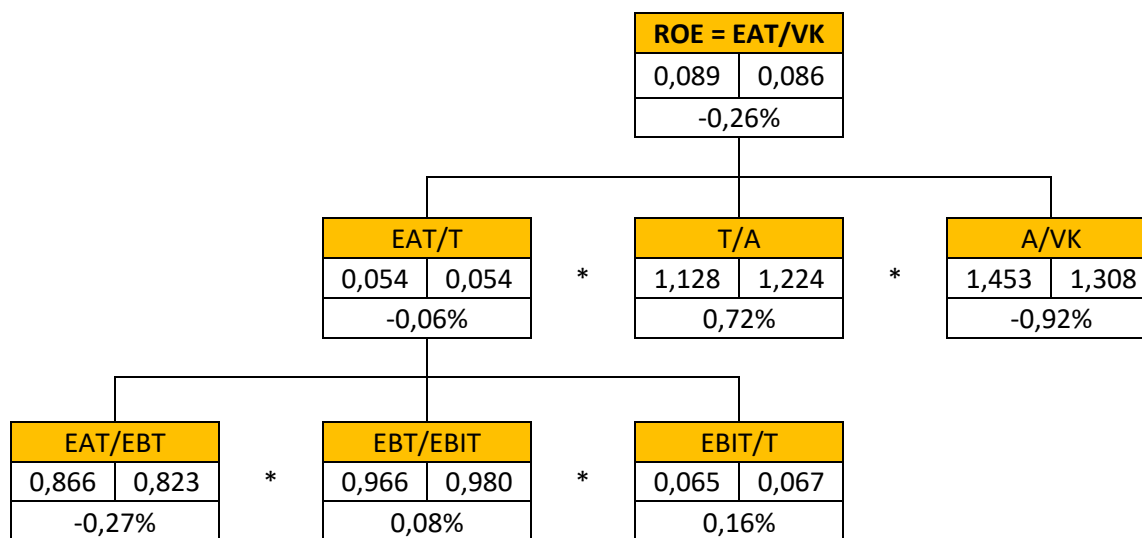 ROE = EAT/VK
0,089 0,086
-0,26%
EAT/T T/A A/VK
0,054 0,054 * 1,128 1,224 * 1,453 1,308
-0,06% 0,72% -0,92%
EAT/EBT EBT/EBIT EBIT/T
0,866 0,823 * 0,966 0,980 * 0,065 0,067
-0,27% 0,08% 0,16%